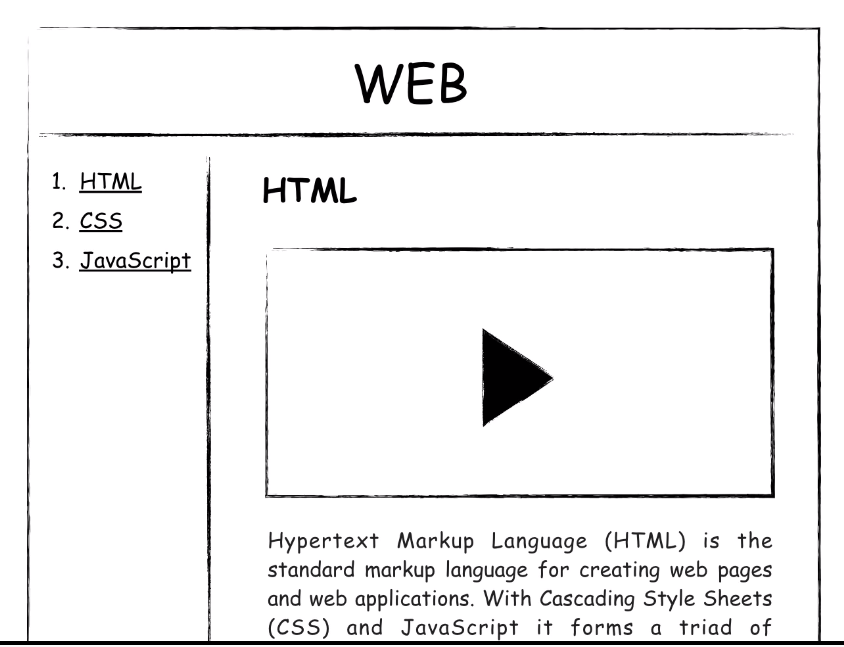 WEB
1. HTML
2. CSS
3. JavaScript
HTML
Hypertext Markup Language (HTML) is the
standard markup language for creating web pages
and web applications. With Cascading Style Sheets
(CSS) and JavaScript it forms a triad of